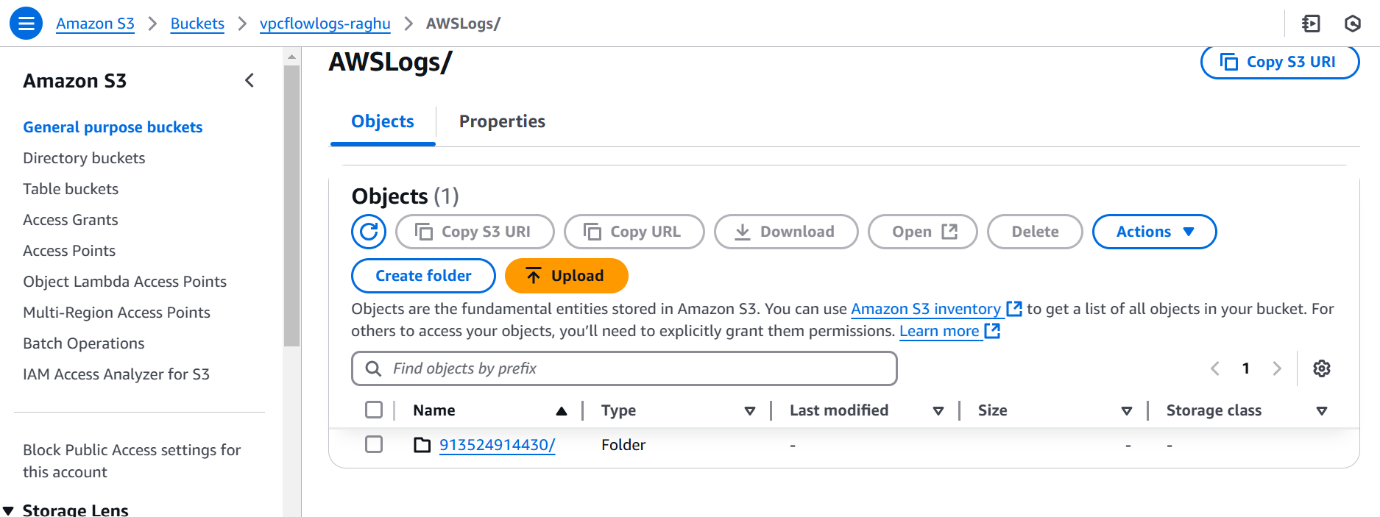 Amazon S3 > Buckets > vpcflowlogs-raghu > AWSLogs/
Amazon S3
General purpose buckets
Directory buckets
Table buckets
Access Grants
Access Points
Object Lambda Access Points
Multi-Region Access Points
Batch Operations
IAM Access Analyzer for S3
Block Public Access settings for
this account
Storage Lens
AWSLogs/
Copy S3 URI
Objects Properties
Objects (1)
Copy S3 URI Copy URL Download Open Delete Actions
Create folder Upload
Objects are the fundamental entities stored in Amazon S3. You can use Amazon S3 inventory to get a list of all objects in your bucket. For
others to access your objects, you’ll need to explicitly grant them permissions. Learn more
Find objects by prefix
1
Name Type Last modified Size Storage class
913524914430/ Folder - - -